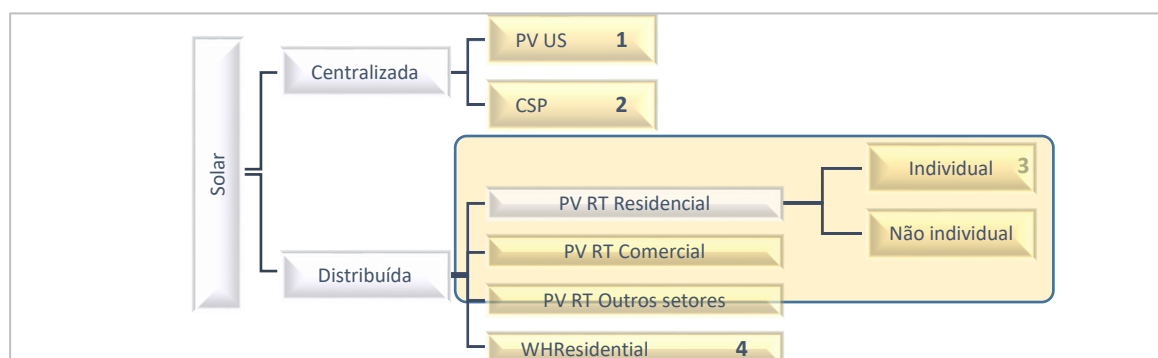 Solar
Centralizada
PV US 1
CSP 2
Distribuída
PV RT Residencial
Individual 3
Não individual
PV RT Comercial
PV RT Outros setores
WHResidential 4